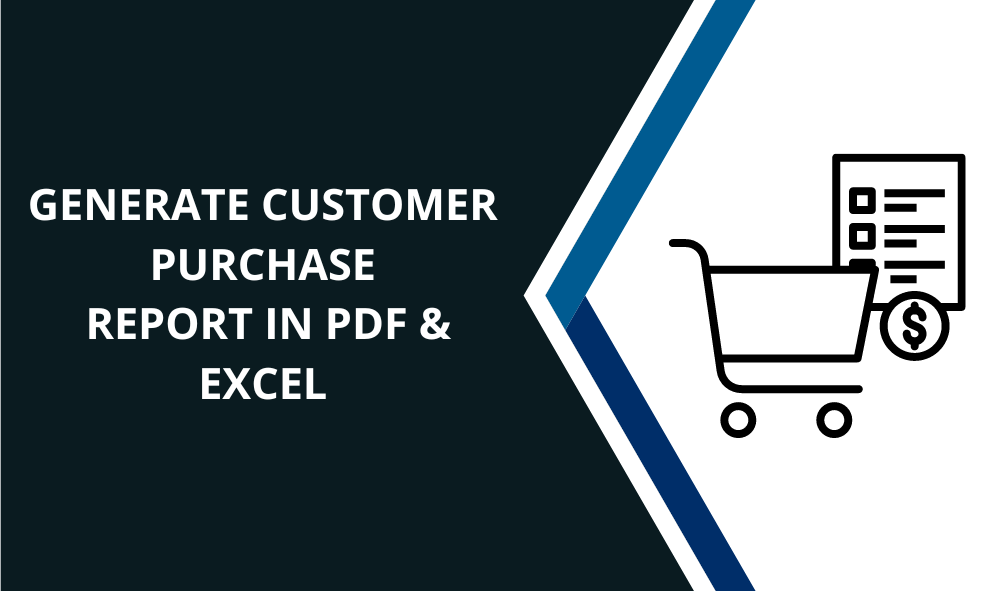 GENERATE CUSTOMER
PURCHASE
REPORT IN PDF &
EXCEL
$